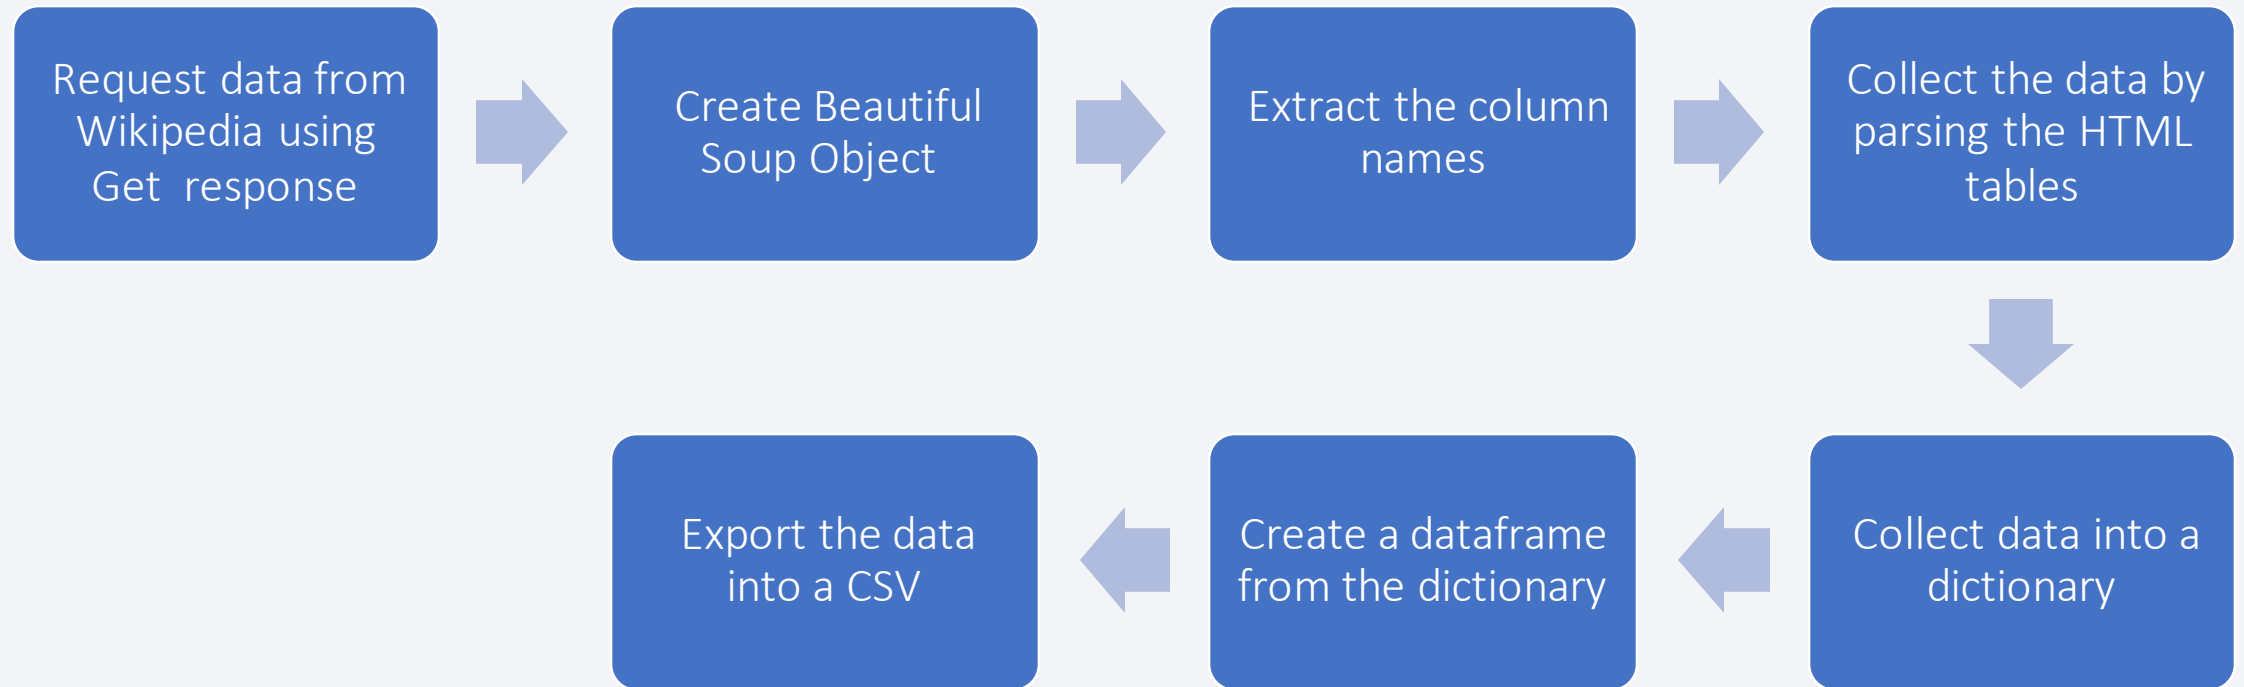 Request data from
Wikipedia using
Get  response
Create Beautiful
Soup Object
Extract the column
names
Collect the data by
parsing the HTML
tables
Collect data into a
dictionary
Create a dataframe
from the dictionary
Export the data
into a CSV